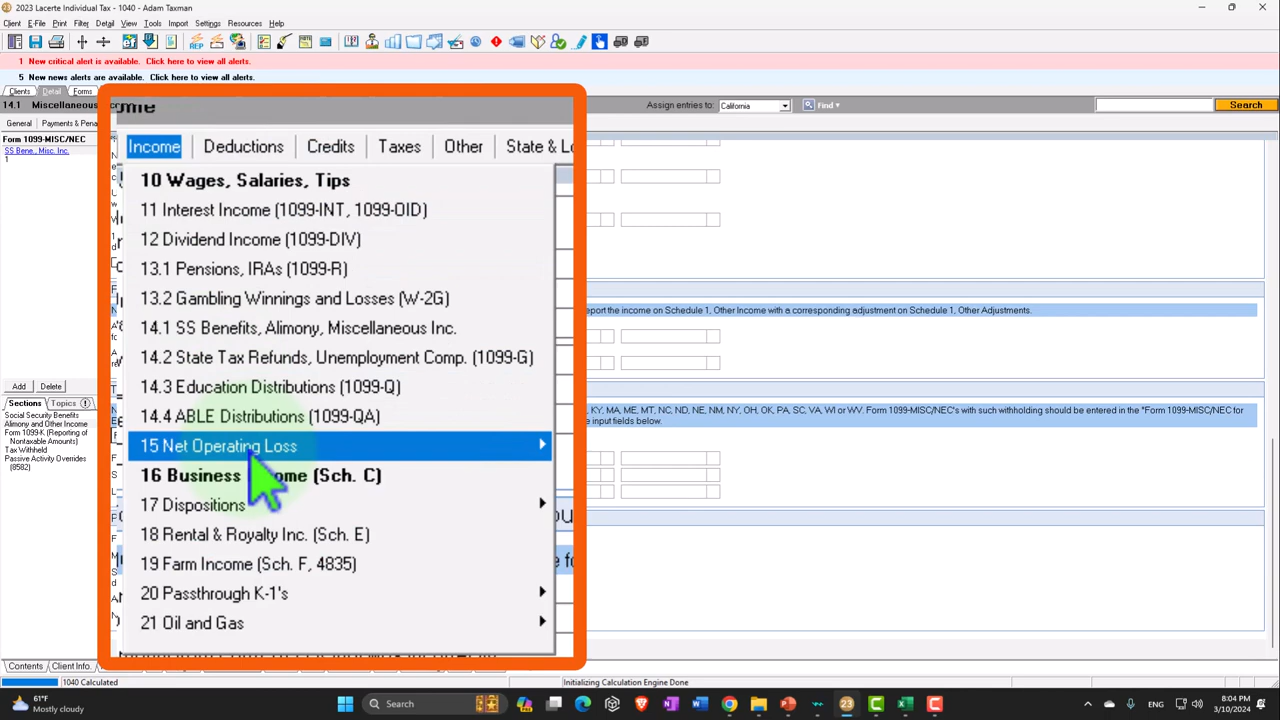 2023 Lacerte Individual Tax - 1040 - Adam Taxman
Client E-File Print Filter Detail View Tools Import Settings Resources Help
1 New critical alert is available. Click here to view all alerts.
5 New news alerts are available. Click here to view all alerts.
Clients Detail Forms
14.1 Miscellaneous
Assign entries to: California Find Search
General Payments & Pena
Form 1099-MISC/NEC
SS Bene., Misc. Inc.
1
Income Deductions Credits Taxes Other State & Lo
10 Wages, Salaries, Tips
11 Interest Income (1099-INT, 1099-OID)
12 Dividend Income (1099-DIV)
13.1 Pensions, IRAs (1099-R)
13.2 Gambling Winnings and Losses (W-2G)
14.1 SS Benefits, Alimony, Miscellaneous Inc.
14.2 State Tax Refunds, Unemployment Comp. (1099-G)
14.3 Education Distributions (1099-Q)
14.4 ABLE Distributions (1099-QA)
15 Net Operating Loss
16 Business Income (Sch. C)
17 Dispositions
18 Rental & Royalty Inc. (Sch. E)
19 Farm Income (Sch. F, 4835)
20 Passthrough K-1's
21 Oil and Gas
eport the income on Schedule 1, Other Income with a corresponding adjustment on Schedule 1, Other Adjustments.
KY, MA, ME, MT, NC, ND, NE, NM, NY, OH, OK, PA, SC, VA, WI or WV. Form 1099-MISC/NEC's with such withholding should be entered in the "Form 1099-MISC/NEC for
input fields below.
Add Delete
Sections Topics
Social Security Benefits
Alimony and Other Income
Form 1099-K (Reporting of
Nontaxable Amounts)
Tax Withheld
Passive Activity Overrides
(8582)
Contents Client Info.
1040 Calculated
Initializing Calculation Engine Done
61°F
Mostly cloudy
Search
ENG
8:04 PM
3/10/2024